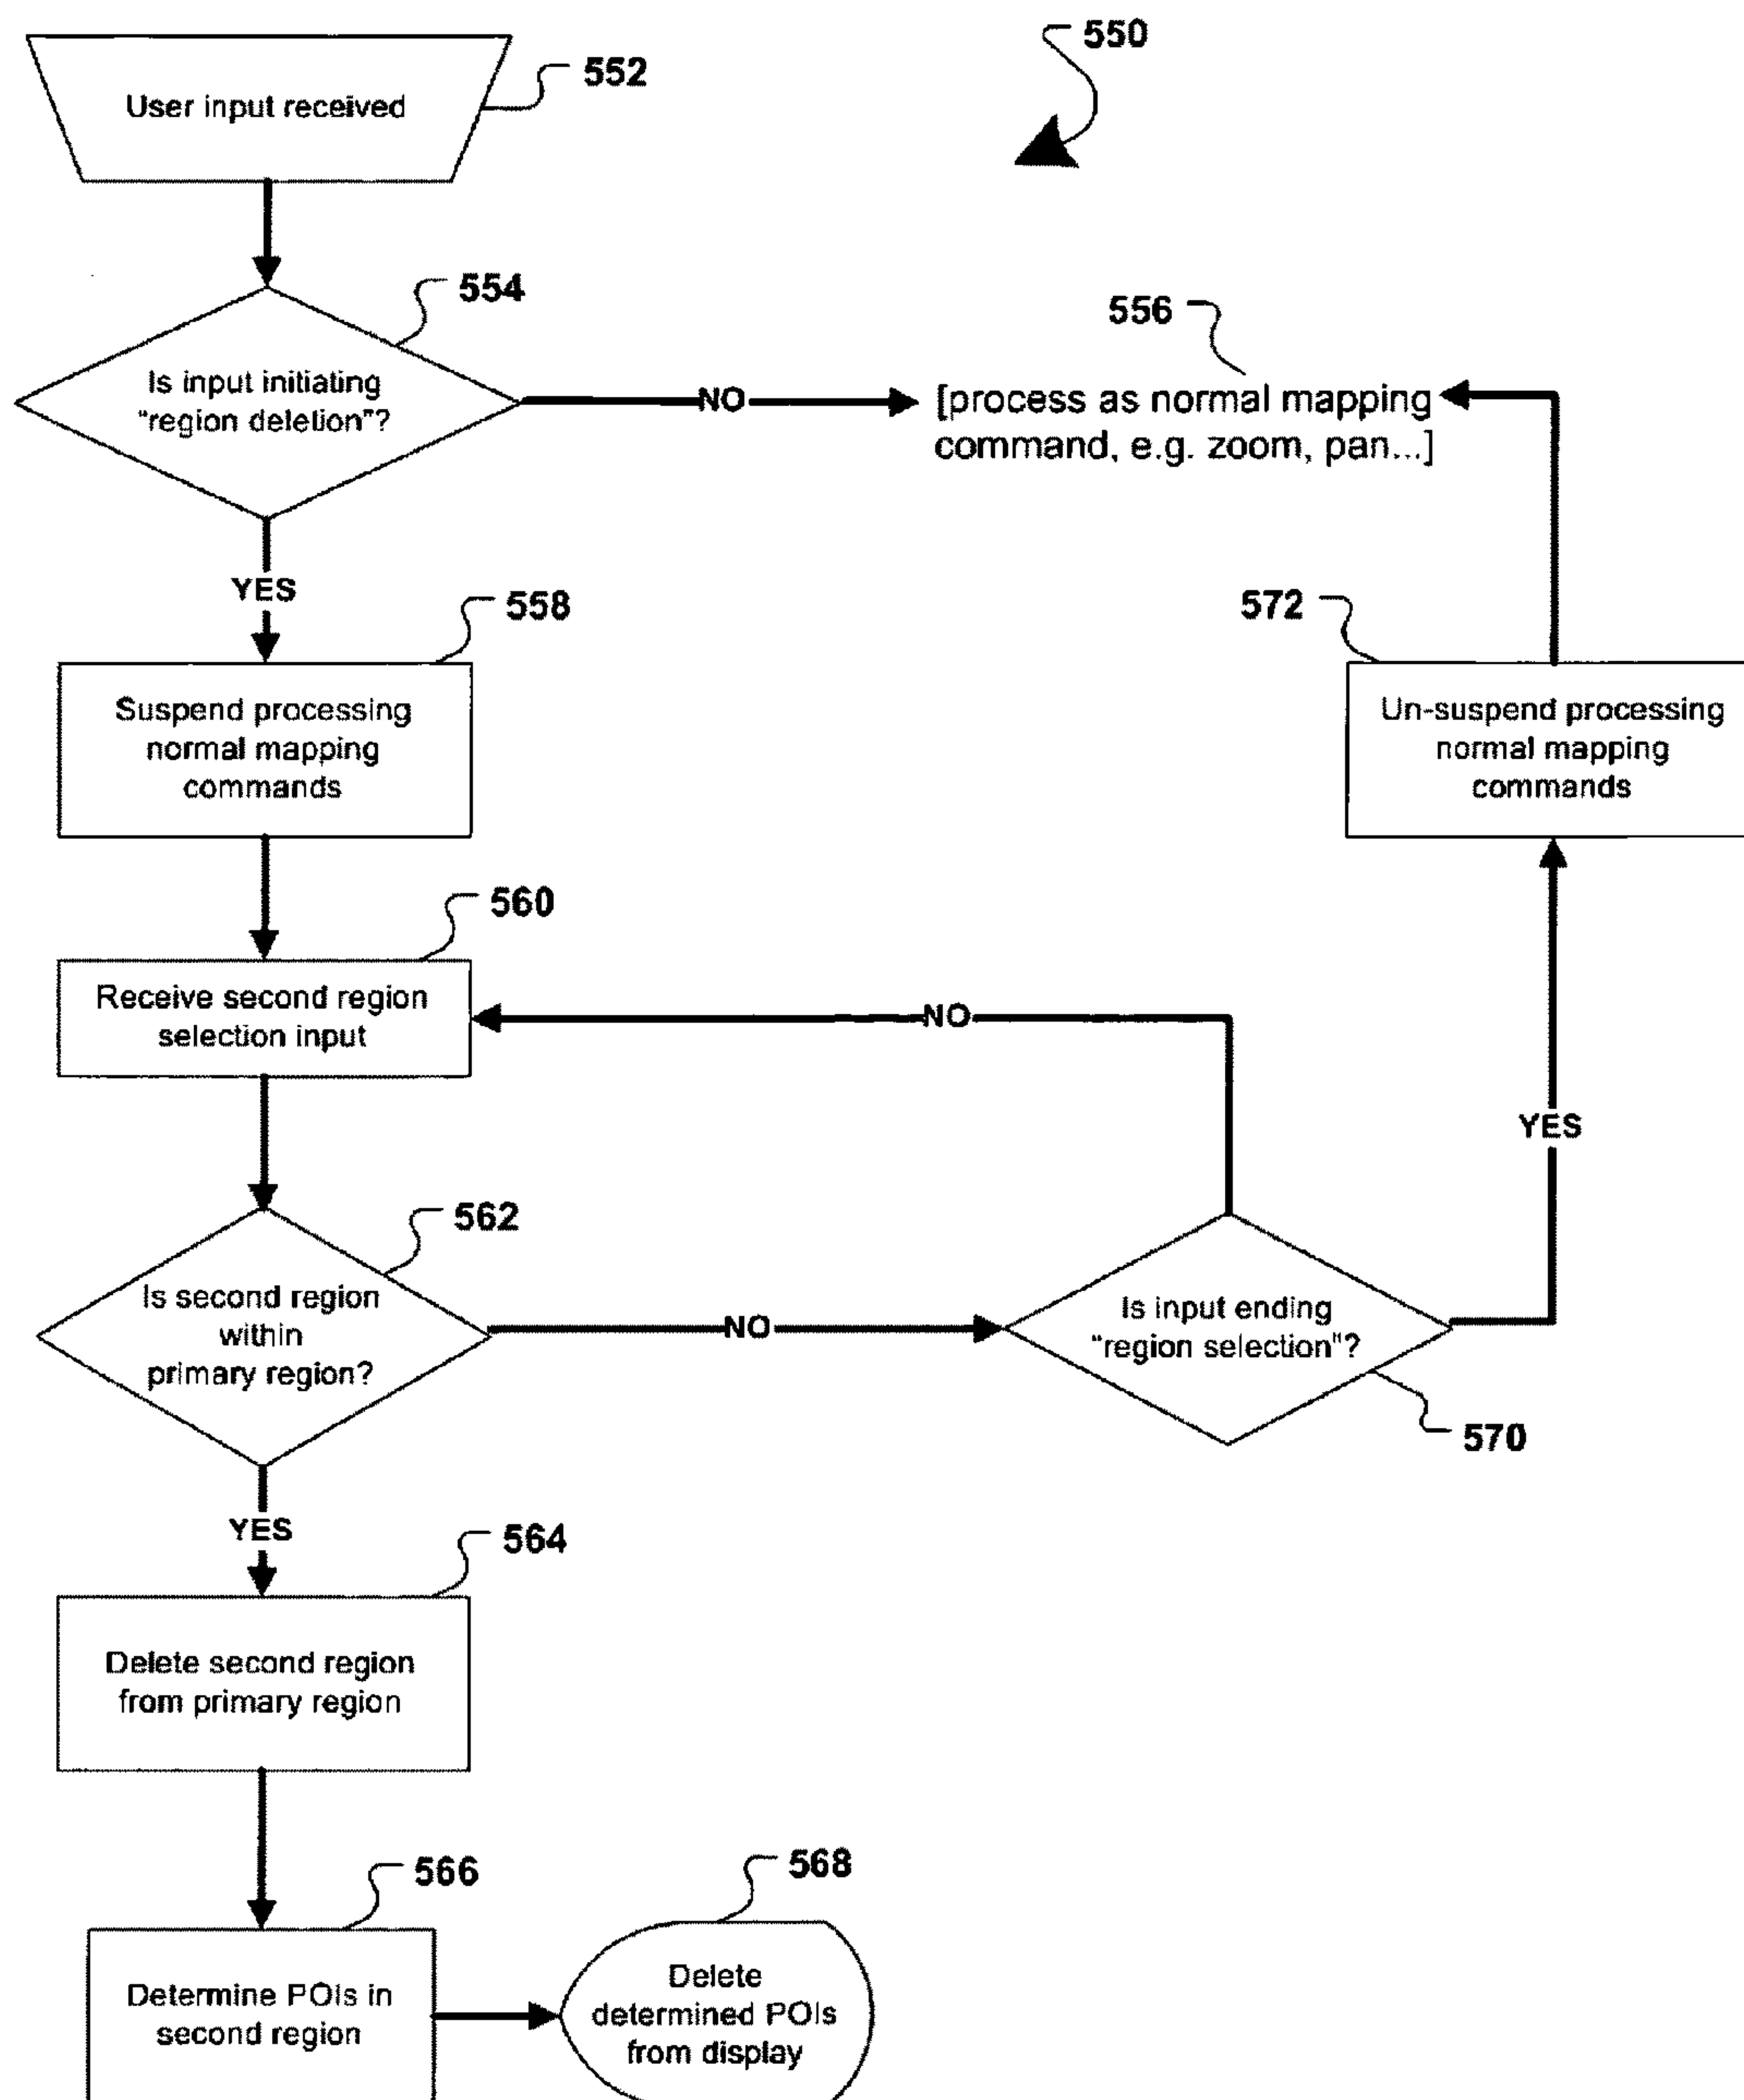 550
552
User input received
554
Is input initiating
"region deletion"?
NO
556
[process as normal mapping
command, e.g. zoom, pan...]
YES
558
Suspend processing
normal mapping
commands
572
Un-suspend processing
normal mapping
commands
560
Receive second region
selection input
NO
YES
562
Is second region
within
primary region?
NO
Is input ending
"region selection"?
570
YES
564
Delete second region
from primary region
566
Determine POIs in
second region
568
Delete
determined POIs
from display